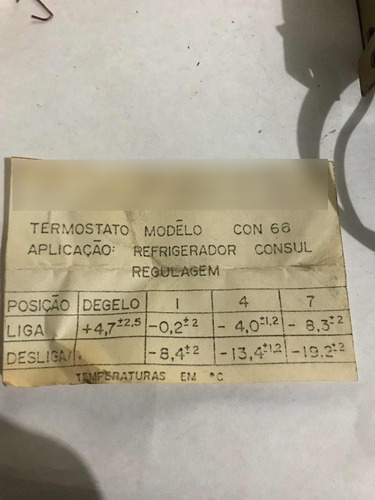 TERMOSTATO MODÊLO CON 66
APLICAÇÃO: REFRIGERADOR CONSUL
REGULAGEM
POSIÇÃO DEGELO 1 4 7
LIGA +4,7±2,5 -0,2±2 -4,0±1,2 -8,3±2
DESLIGA -8,4±2 -13,4±1,2 -19,2±2
TEMPERATURAS EM °C